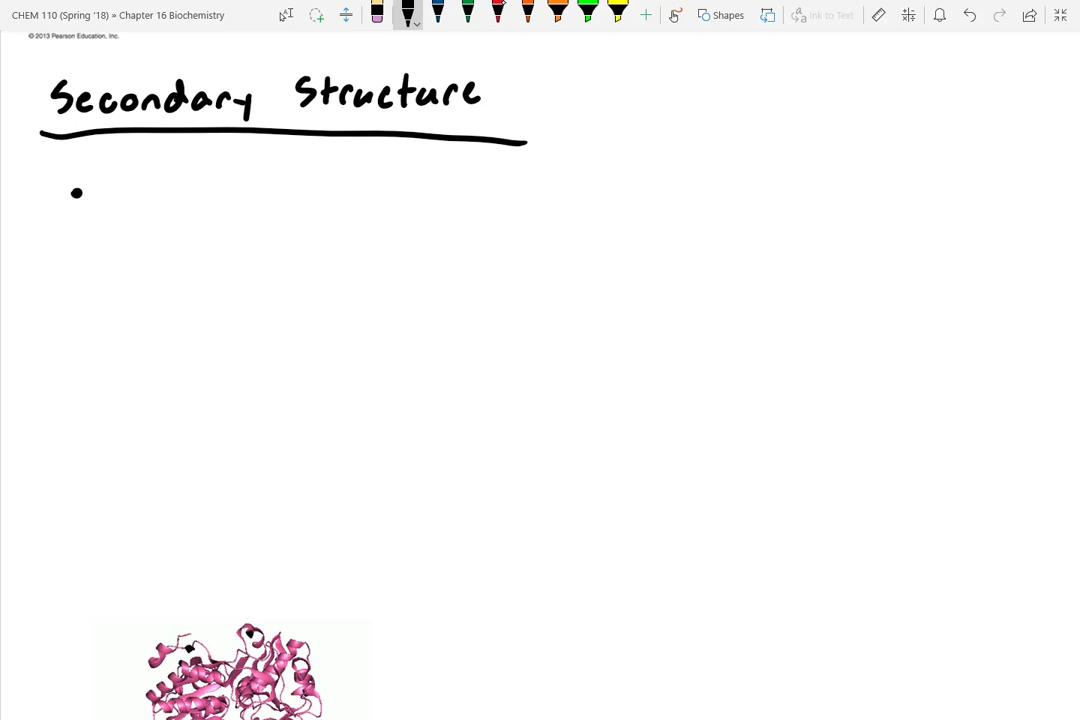 CHEM 110 (Spring '18) » Chapter 16 Biochemistry
Shapes
Ink to Text
© 2013 Pearson Education, Inc.
Secondary Structure
•